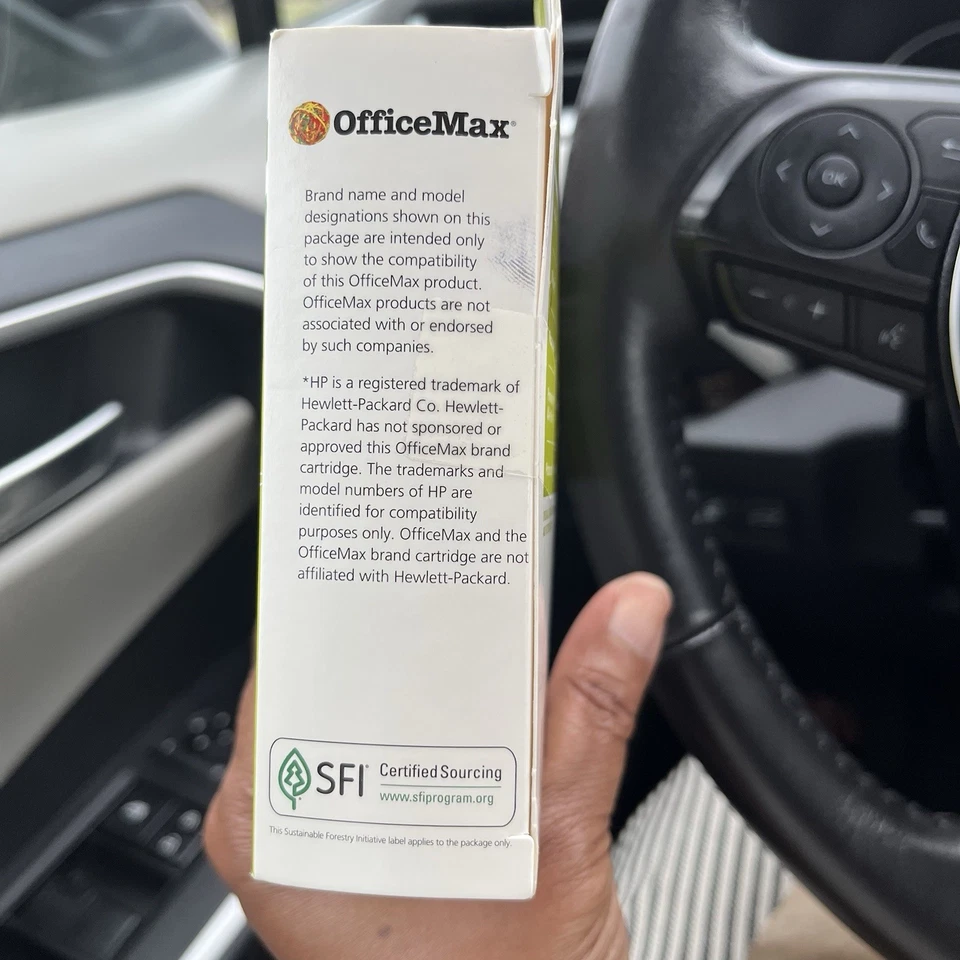 OfficeMax®
Brand name and model
designations shown on this
package are intended only
to show the compatibility
of this OfficeMax product.
OfficeMax products are not
associated with or endorsed
by such companies.
*HP is a registered trademark of
Hewlett-Packard Co. Hewlett-
Packard has not sponsored or
approved this OfficeMax brand
cartridge. The trademarks and
model numbers of HP are
identified for compatibility
purposes only. OfficeMax and the
OfficeMax brand cartridge are not
affiliated with Hewlett-Packard.
SFI®
Certified Sourcing
www.sfiprogram.org
This Sustainable Forestry Initiative label applies to the package only.
OK